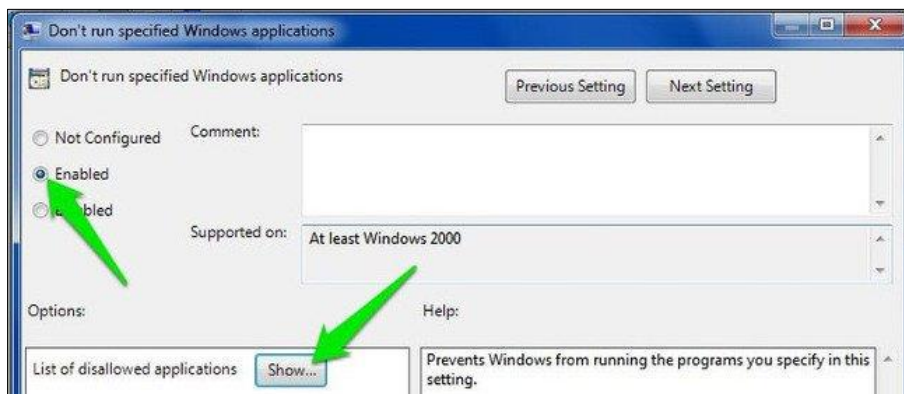 Don't run specified Windows applications
Don't run specified Windows applications
Previous Setting
Next Setting
Not Configured
Comment:
Enabled
Supported on:
At least Windows 2000
Options:
Help:
List of disallowed applications
Show...
Prevents Windows from running the programs you specify in this
setting.